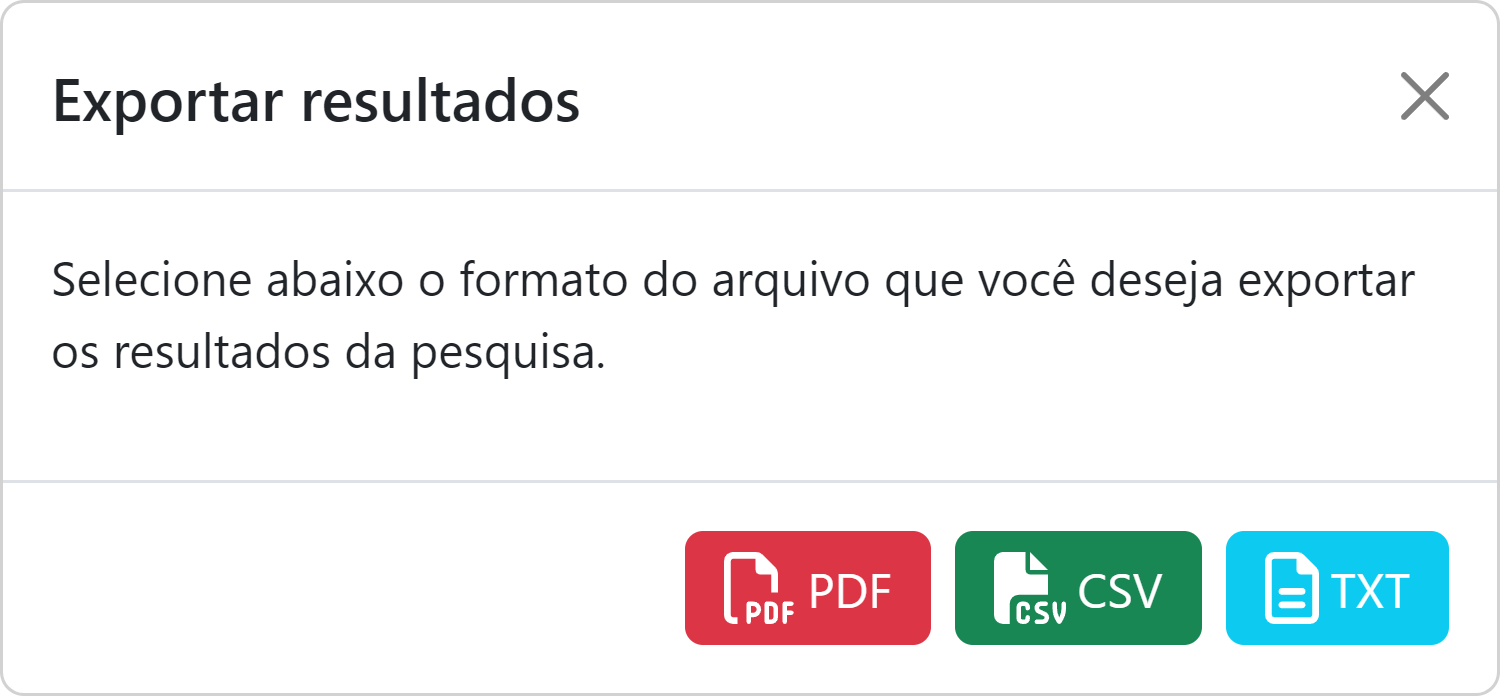 Exportar resultados
Selecione abaixo o formato do arquivo que você deseja exportar
os resultados da pesquisa.
PDF PDF CSV CSV TXT